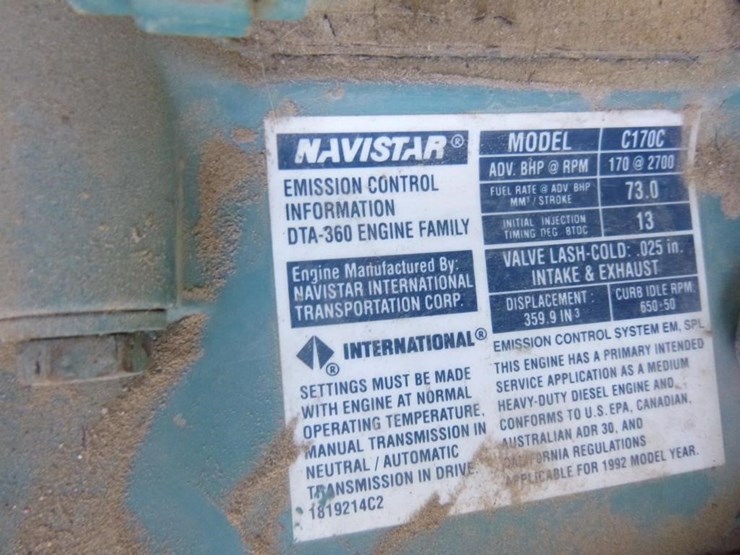 NAVISTAR®
EMISSION CONTROL
INFORMATION
DTA-360 ENGINE FAMILY
Engine Manufactured By:
NAVISTAR INTERNATIONAL
TRANSPORTATION CORP.
INTERNATIONAL®
®
SETTINGS MUST BE MADE
WITH ENGINE AT NORMAL
OPERATING TEMPERATURE.
MANUAL TRANSMISSION IN
NEUTRAL / AUTOMATIC
TRANSMISSION IN DRIVE
1819214C2
MODEL C170C
ADV. BHP @ RPM 170 @ 2700
FUEL RATE @ ADV BHP 73.0
MM³ / STROKE
INITIAL INJECTION 13
TIMING DEG BTDC
VALVE LASH-COLD: .025 in.
INTAKE & EXHAUST
DISPLACEMENT: CURB IDLE RPM
359.9 IN³ 650-50
EMISSION CONTROL SYSTEM EM, SPL
THIS ENGINE HAS A PRIMARY INTENDED
SERVICE APPLICATION AS A MEDIUM
HEAVY-DUTY DIESEL ENGINE AND
CONFORMS TO U.S. EPA, CANADIAN,
AUSTRALIAN ADR 30, AND
CALIFORNIA REGULATIONS
APPLICABLE FOR 1992 MODEL YEAR.